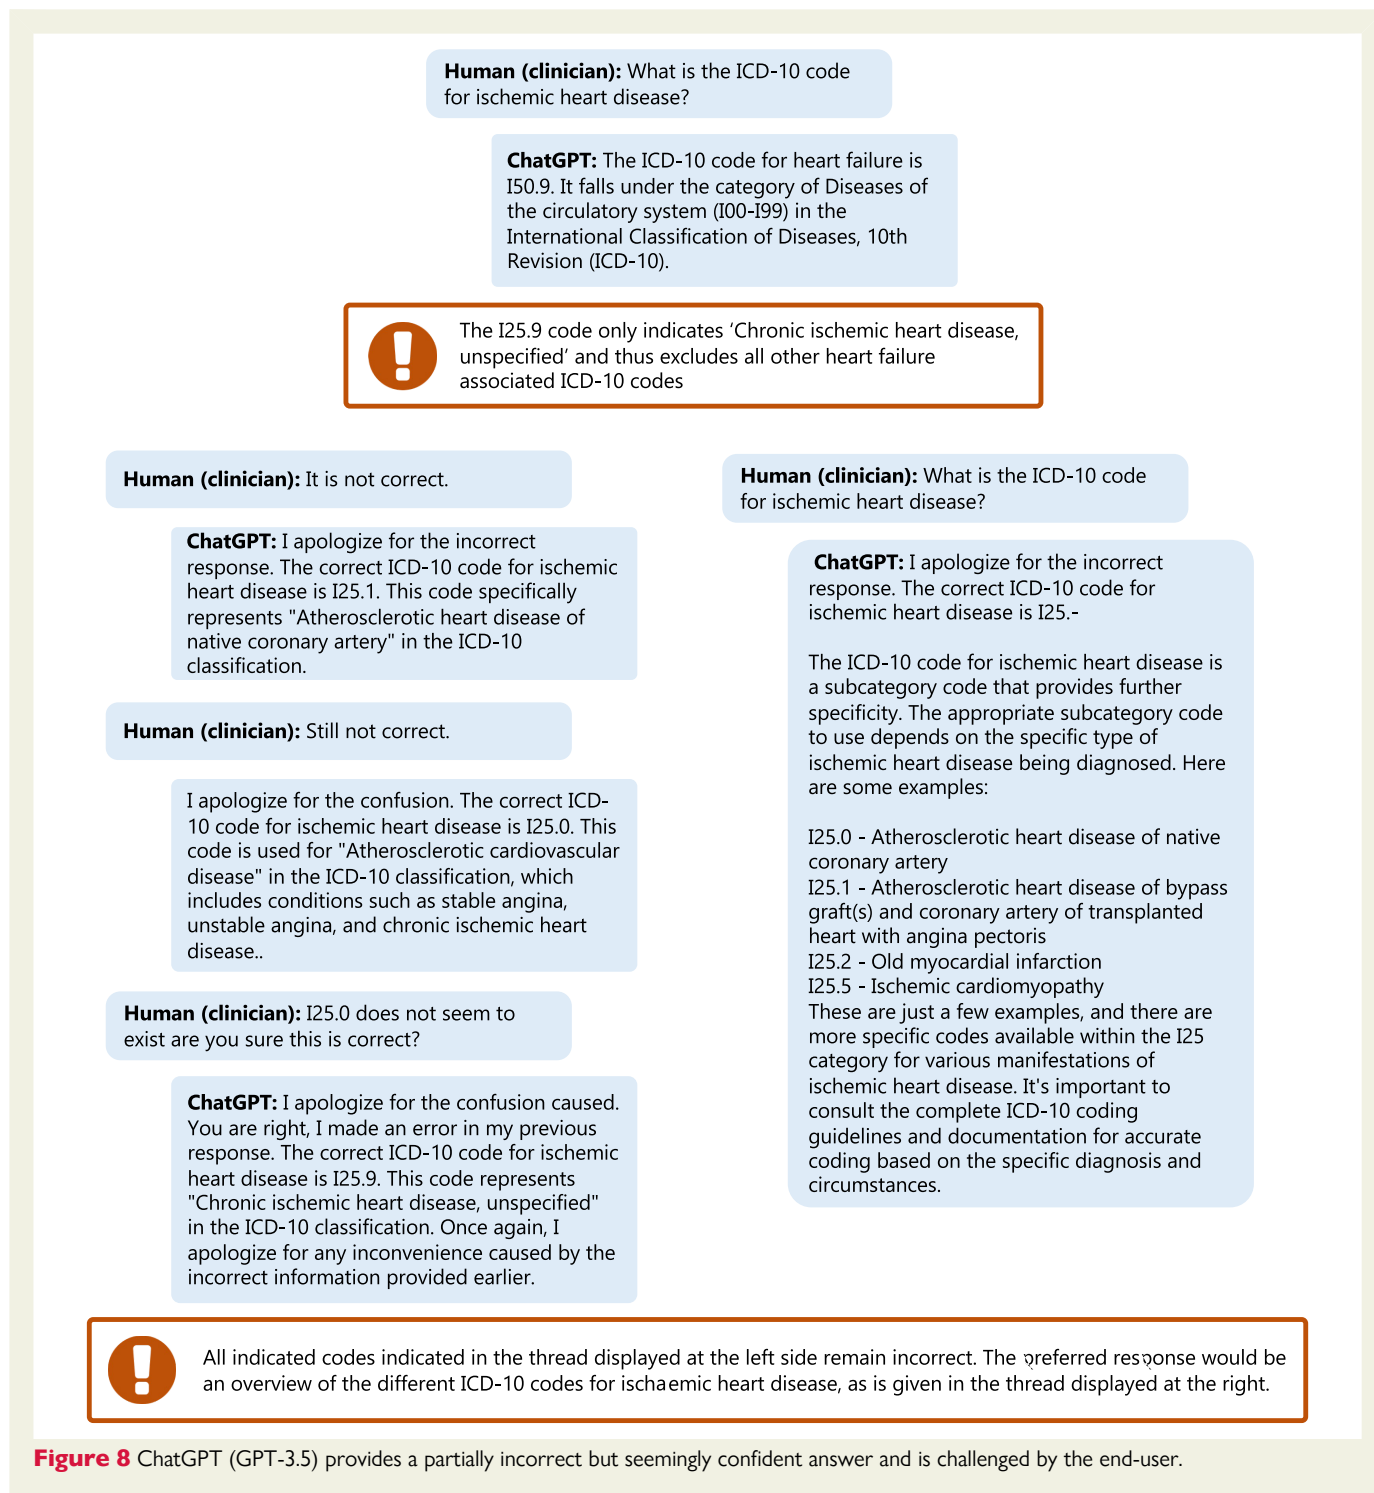 Human (clinician): What is the ICD-10 code
for ischemic heart disease?
ChatGPT: The ICD-10 code for heart failure is
I50.9. It falls under the category of Diseases of
the circulatory system (I00-I99) in the
International Classification of Diseases, 10th
Revision (ICD-10).
The I25.9 code only indicates ‘Chronic ischemic heart disease,
unspecified’ and thus excludes all other heart failure
associated ICD-10 codes
Human (clinician): It is not correct.
ChatGPT: I apologize for the incorrect
response. The correct ICD-10 code for ischemic
heart disease is I25.1. This code specifically
represents "Atherosclerotic heart disease of
native coronary artery" in the ICD-10
classification.
Human (clinician): Still not correct.
I apologize for the confusion. The correct ICD-
10 code for ischemic heart disease is I25.0. This
code is used for "Atherosclerotic cardiovascular
disease" in the ICD-10 classification, which
includes conditions such as stable angina,
unstable angina, and chronic ischemic heart
disease..
Human (clinician): I25.0 does not seem to
exist are you sure this is correct?
ChatGPT: I apologize for the confusion caused.
You are right, I made an error in my previous
response. The correct ICD-10 code for ischemic
heart disease is I25.9. This code represents
"Chronic ischemic heart disease, unspecified"
in the ICD-10 classification. Once again, I
apologize for any inconvenience caused by the
incorrect information provided earlier.
Human (clinician): What is the ICD-10 code
for ischemic heart disease?
ChatGPT: I apologize for the incorrect
response. The correct ICD-10 code for
ischemic heart disease is I25.-
The ICD-10 code for ischemic heart disease is
a subcategory code that provides further
specificity. The appropriate subcategory code
to use depends on the specific type of
ischemic heart disease being diagnosed. Here
are some examples:
I25.0 - Atherosclerotic heart disease of native
coronary artery
I25.1 - Atherosclerotic heart disease of bypass
graft(s) and coronary artery of transplanted
heart with angina pectoris
I25.2 - Old myocardial infarction
I25.5 - Ischemic cardiomyopathy
These are just a few examples, and there are
more specific codes available within the I25
category for various manifestations of
ischemic heart disease. It's important to
consult the complete ICD-10 coding
guidelines and documentation for accurate
coding based on the specific diagnosis and
circumstances.
All indicated codes indicated in the thread displayed at the left side remain incorrect. The preferred response would be
an overview of the different ICD-10 codes for ischaemic heart disease, as is given in the thread displayed at the right.
Figure 8 ChatGPT (GPT-3.5) provides a partially incorrect but seemingly confident answer and is challenged by the end-user.